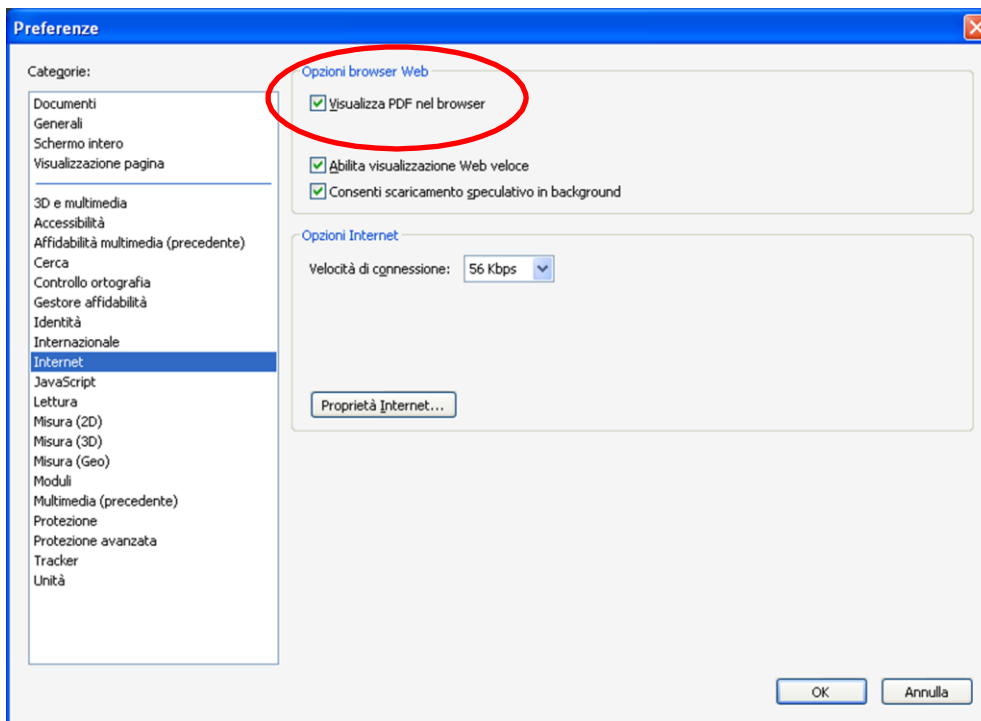 Preferenze
Categorie:
Documenti
Generali
Schermo intero
Visualizzazione pagina
3D e multimedia
Accessibilità
Affidabilità multimedia (precedente)
Cerca
Controllo ortografia
Gestore affidabilità
Identità
Internazionale
Internet
JavaScript
Lettura
Misura (2D)
Misura (3D)
Misura (Geo)
Moduli
Multimedia (precedente)
Protezione
Protezione avanzata
Tracker
Unità
Opzioni browser Web
Visualizza PDF nel browser
Abilita visualizzazione Web veloce
Consenti scaricamento speculativo in background
Opzioni Internet
Velocità di connessione: 56 Kbps
Proprietà Internet...
OK Annulla